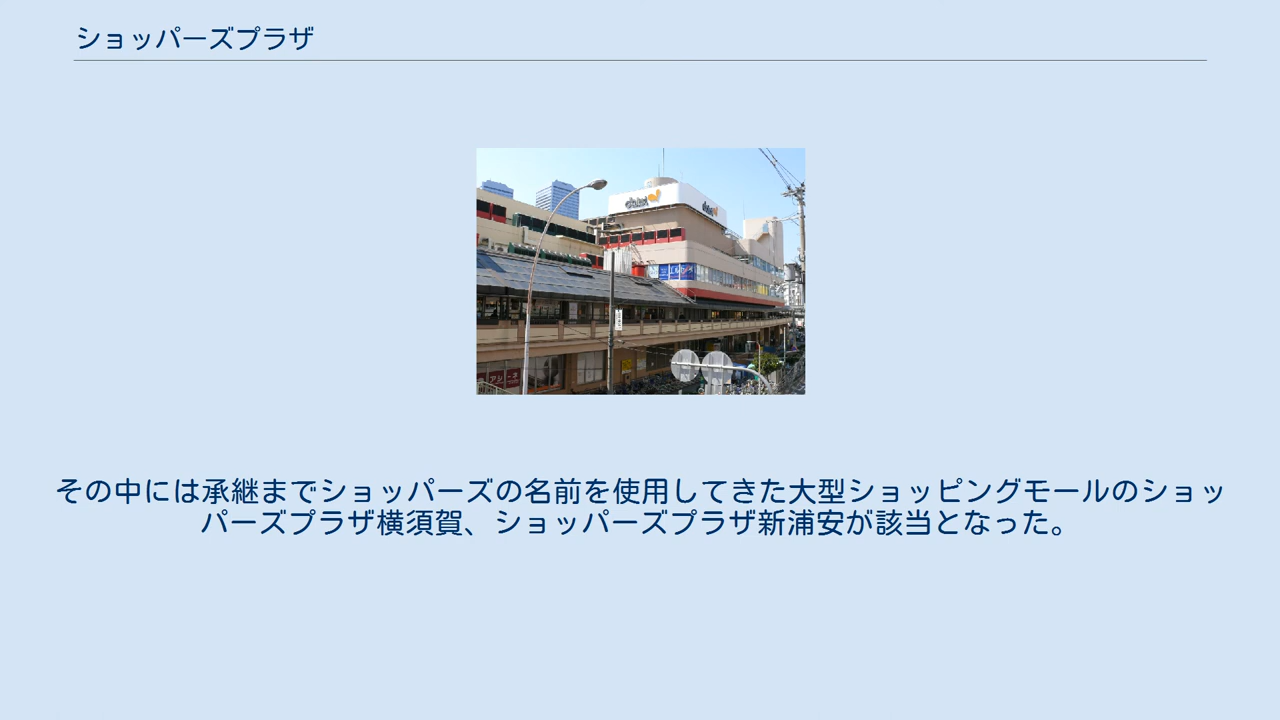 ショッパーズプラザ
その中には承継までショッパーズの名前を使用してきた大型ショッピングモールのショッ
パーズプラザ横須賀、ショッパーズプラザ新浦安が該当となった。